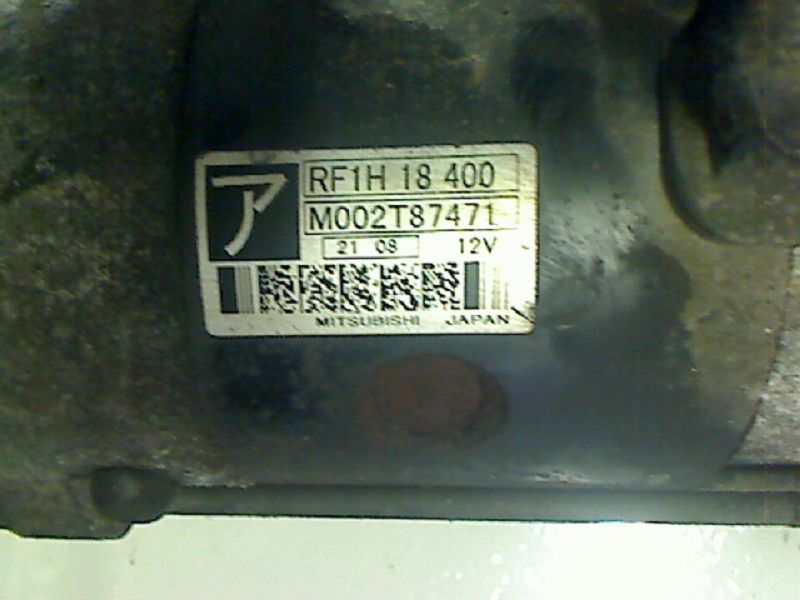 ア
RF1H 18 400
M002T87471
21 08 12V
MITSUBISHI JAPAN